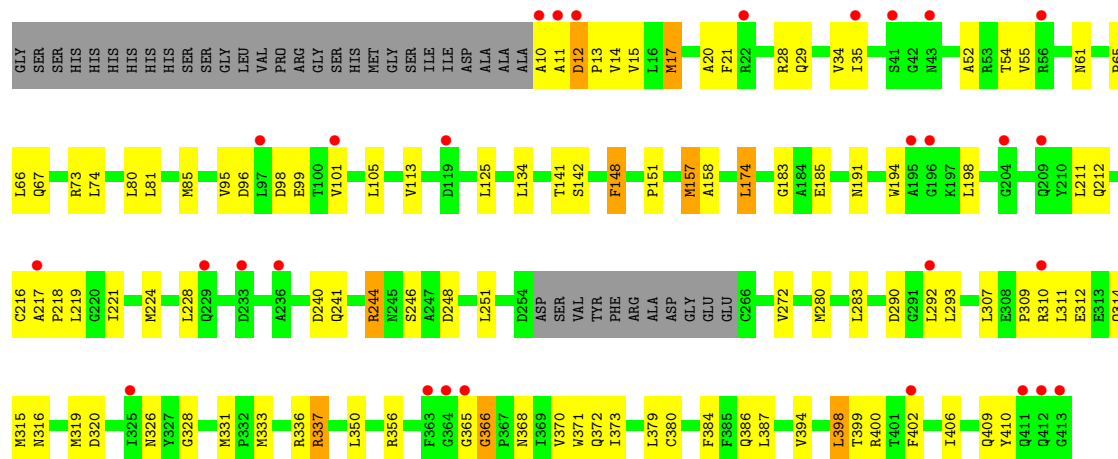 GLY SER SER HIS HIS HIS HIS HIS HIS SER SER GLY LEU VAL PRO ARG GLY SER HIS MET GLY SER ILE ILE ASP ALA ALA ALA A10 A11 D12 P13 V14 V15 L16 M17 A20 F21 R22 R28 Q29 V34 I35 S41 G42 N43 A52 R53 T54 V55 R56 N61
L66 Q67 R73 L74 L80 L81 M85 V95 D96 L97 D98 E99 T100 V101 L105 V113 D119 L125 L134 T141 S142 F148 P151 M157 A158 L174 G183 A184 E185 N191 W194 A195 G196 K197 L198 G204 Q209 Y210 L211 Q212
C216 A217 P218 L219 G220 I221 M224 L228 Q229 D233 A236 D240 Q241 R244 N245 S246 A247 D248 L251 D254 ASP SER VAL TYR PHE ARG ALA ASP GLY GLU GLU C266 V272 M280 L283 D290 G291 L292 L293 L307 E308 P309 R310 L311 E312 E313
M315 N316 M319 D320 I325 N326 Y327 G328 M331 P332 M333 R336 R337 L350 R356 F363 G364 G365 G366 P367 N368 I369 V370 W371 Q372 I373 L379 C380 F384 F385 Q386 L387 V394 L398 T399 R400 T401 F402 I406 Q409 Y410 Q411 Q412 G413